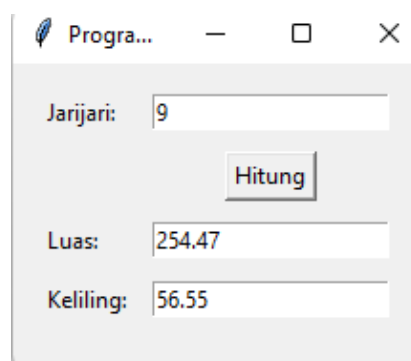 Progra...
Jarijari: 9
Hitung
Luas: 254.47
Keliling: 56.55